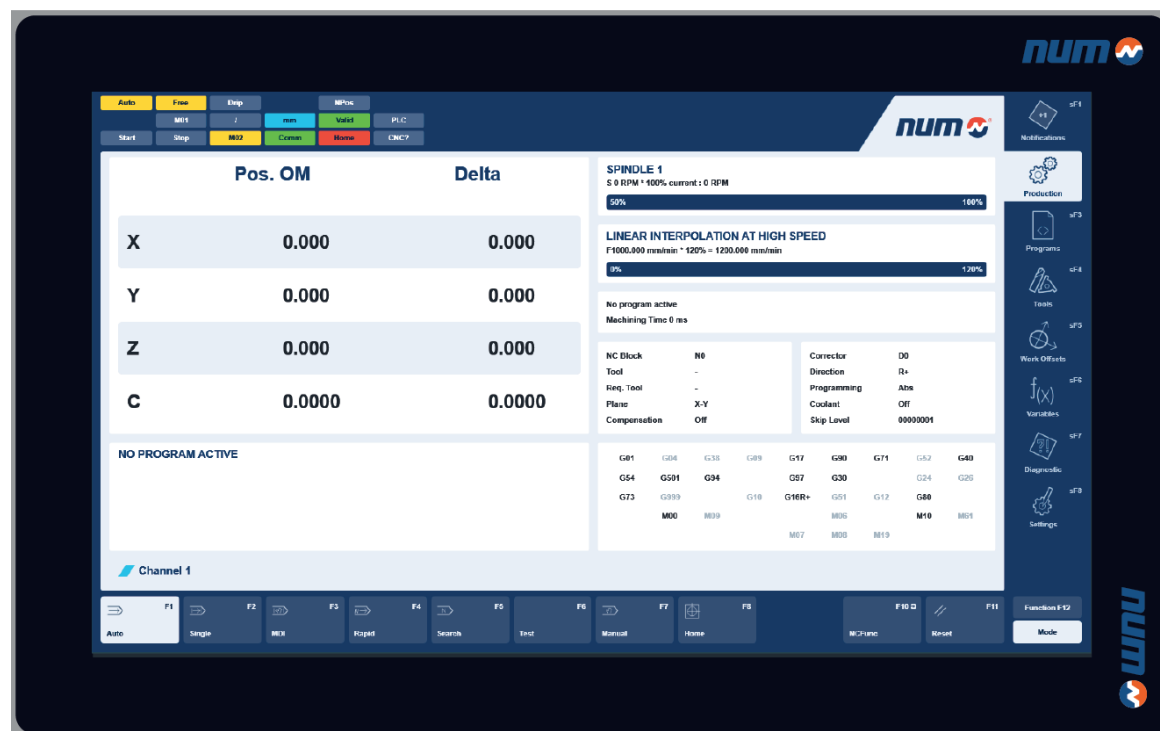 num
Auto Free Drip NPos
M01 / mm Valid PLC
Start Stop M02 Comm Home CNC?
num
+1 sF1
Notifications
Production
sF3
Programs
sF4
Tools
sF5
Work Offsets
f(x) sF6
Variables
sF7
Diagnostic
sF8
Settings
Pos. OM Delta
X 0.000 0.000
Y 0.000 0.000
Z 0.000 0.000
C 0.0000 0.0000
SPINDLE 1
S 0 RPM * 100% current : 0 RPM
50% 100%
LINEAR INTERPOLATION AT HIGH SPEED
F1000.000 mm/min * 120% = 1200.000 mm/min
0% 120%
No program active
Machining Time 0 ms
NC Block N0
Tool -
Req. Tool -
Plane X-Y
Compensation Off
Corrector D0
Direction R+
Programming Abs
Coolant Off
Skip Level 00000001
NO PROGRAM ACTIVE
G01 G04 G38 G09 G17 G90 G71 G52 G40
G54 G501 G94 G97 G30 G24 G26
G73 G999 G10 G16R+ G51 G12 G80
M00 M09 M06 M10 M61
M07 M08 M19
Channel 1
F1 F2 F3 F4 F5 F6 F7 F8 F10 F11 Function F12
Auto Single MDI Rapid Search Test Manual Home NCFunc Reset Mode
num